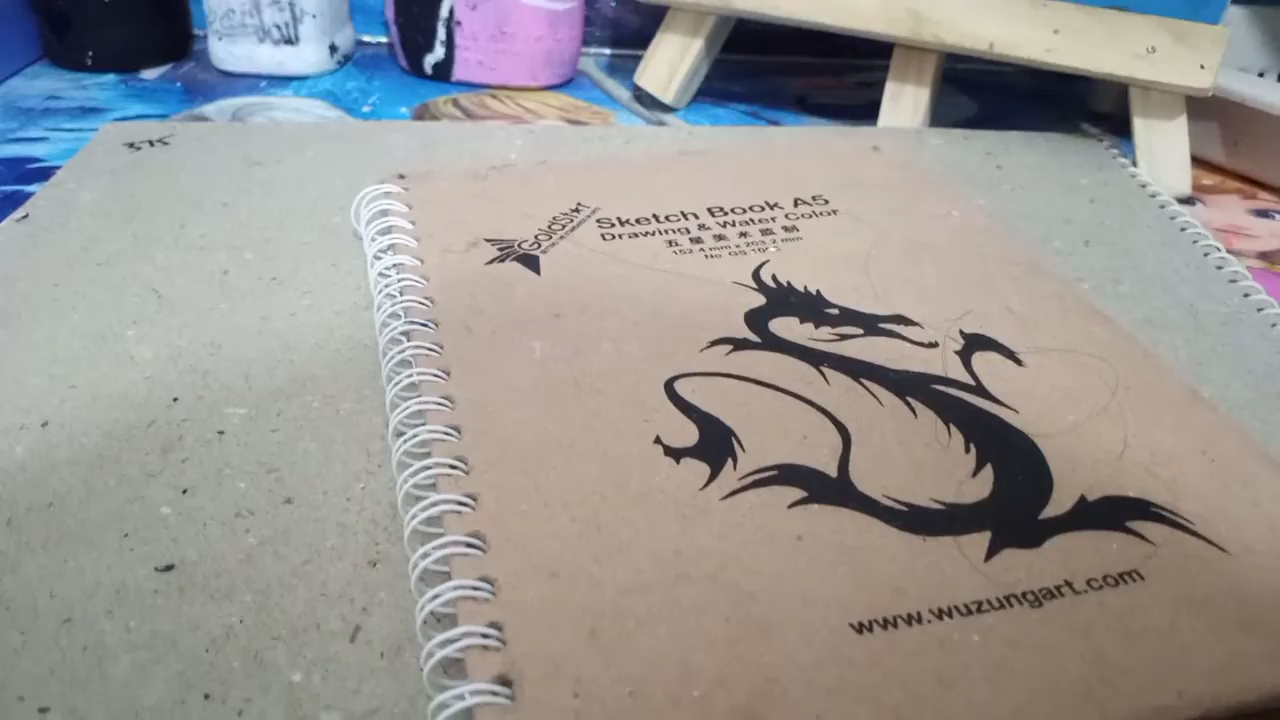 375
GoldStar
Sketch Book A5
Drawing & Water Color
五星美术监制
152.4 mm x 203.2 mm
www.wuzungart.com